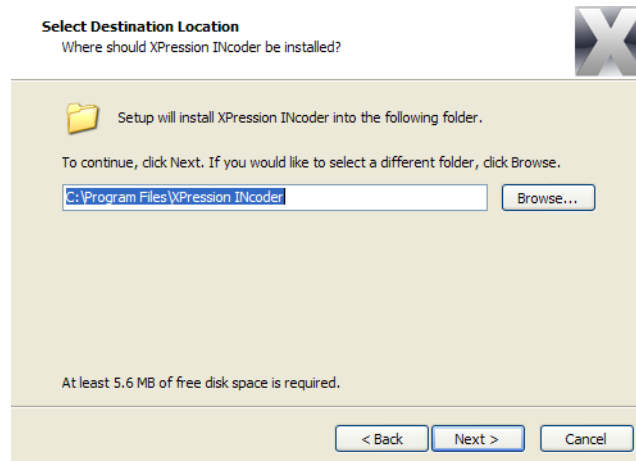 Select Destination Location
Where should XPression INcoder be installed?
X
Setup will install XPression INcoder into the following folder.
To continue, click Next. If you would like to select a different folder, click Browse.
C:\Program Files\XPression INcoder
Browse...
At least 5.6 MB of free disk space is required.
< Back
Next >
Cancel